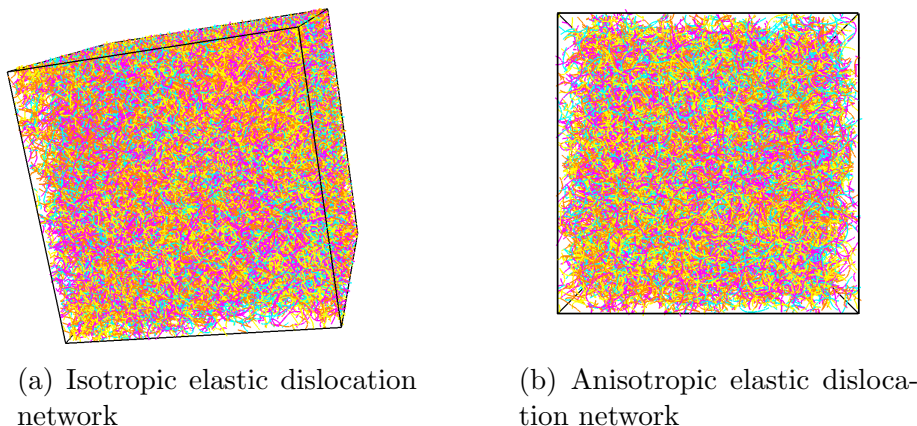 (a) Isotropic elastic dislocation
network
(b) Anisotropic elastic disloca-
tion network